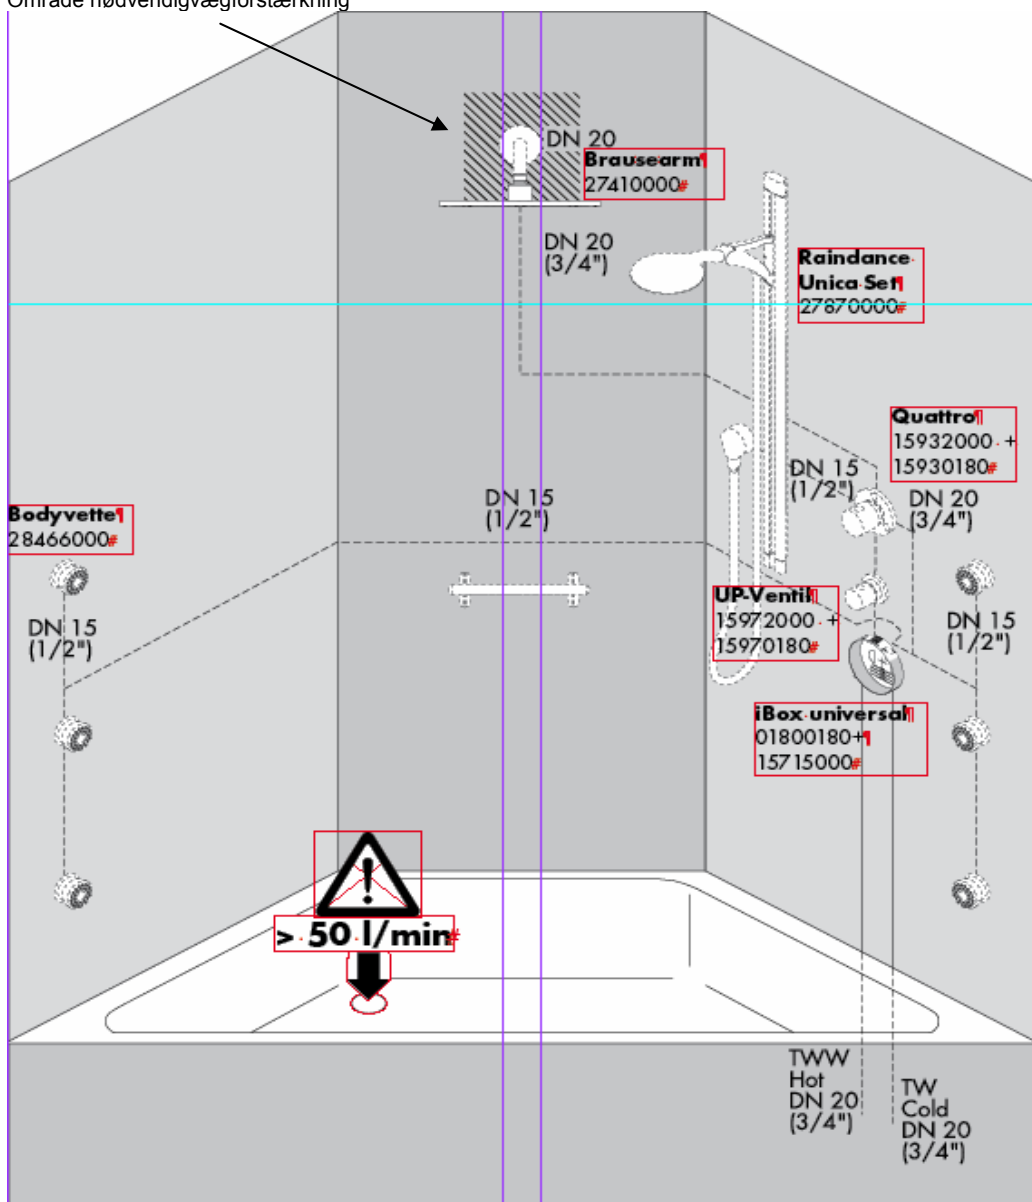 Område nødvendigvægforstærkning
DN 20
Brausearm¶
27410000#
DN 20
(3/4")
Raindance·
Unica·Set¶
27870000#
Quattro¶
15932000·+
15930180#
DN 15
(1/2")
DN 20
(3/4")
DN 15
(1/2")
Bodyvette¶
28466000#
DN 15
(1/2")
UP-Ventil¶
15972000·+
15970180#
DN 15
(1/2")
iBox·universal¶
01800180+¶
15715000#
>·50·l/min#
TWW
Hot
DN 20
(3/4")
TW
Cold
DN 20
(3/4")